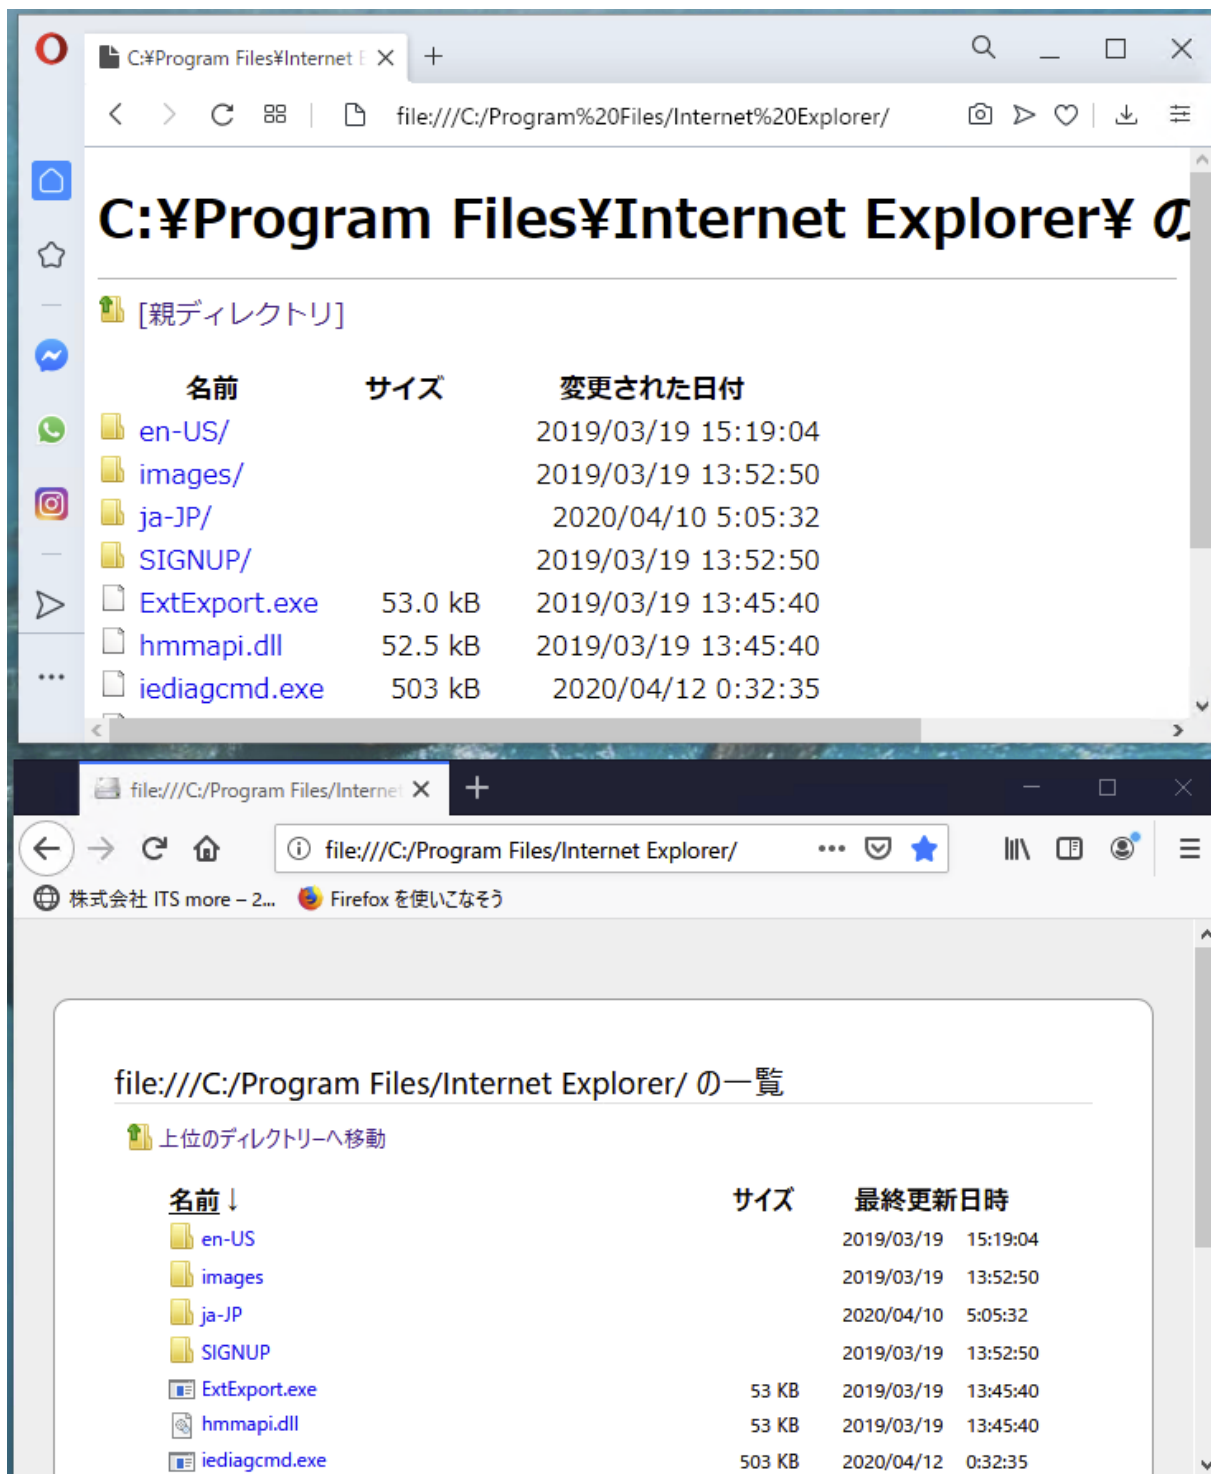 C:¥Program Files¥Internet E
file:///C:/Program%20Files/Internet%20Explorer/
C:¥Program Files¥Internet Explorer¥ の
[親ディレクトリ]
名前 サイズ 変更された日付
en-US/ 2019/03/19 15:19:04
images/ 2019/03/19 13:52:50
ja-JP/ 2020/04/10 5:05:32
SIGNUP/ 2019/03/19 13:52:50
ExtExport.exe 53.0 kB 2019/03/19 13:45:40
hmmapi.dll 52.5 kB 2019/03/19 13:45:40
iediagcmd.exe 503 kB 2020/04/12 0:32:35
file:///C:/Program Files/Internet
file:///C:/Program Files/Internet Explorer/
株式会社 ITS more – 2... Firefox を使いこなそう
file:///C:/Program Files/Internet Explorer/ の一覧
上位のディレクトリーへ移動
名前↓ サイズ 最終更新日時
en-US 2019/03/19 15:19:04
images 2019/03/19 13:52:50
ja-JP 2020/04/10 5:05:32
SIGNUP 2019/03/19 13:52:50
ExtExport.exe 53 KB 2019/03/19 13:45:40
hmmapi.dll 53 KB 2019/03/19 13:45:40
iediagcmd.exe 503 KB 2020/04/12 0:32:35